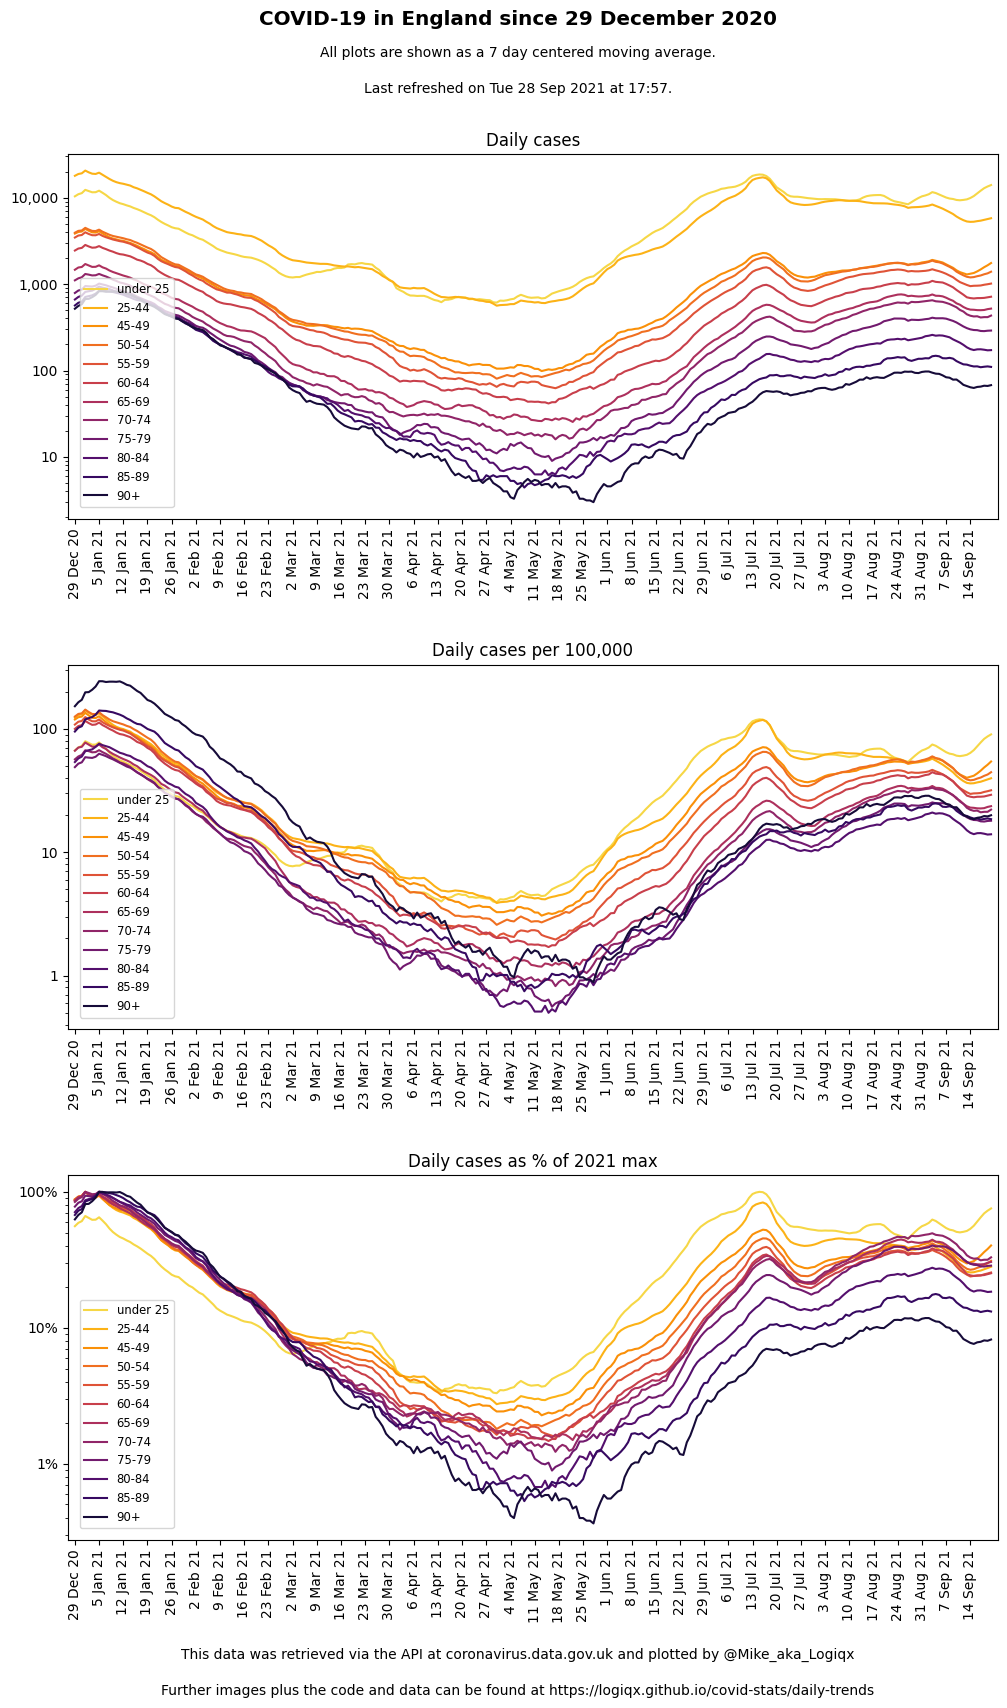 COVID-19 in England since 29 December 2020
All plots are shown as a 7 day centered moving average.
Last refreshed on Tue 28 Sep 2021 at 17:57.
Daily cases
10,000
1,000
100
10
under 25
25-44
45-49
50-54
55-59
60-64
65-69
70-74
75-79
80-84
85-89
90+
29 Dec 20
5 Jan 21
12 Jan 21
19 Jan 21
26 Jan 21
2 Feb 21
9 Feb 21
16 Feb 21
23 Feb 21
2 Mar 21
9 Mar 21
16 Mar 21
23 Mar 21
30 Mar 21
6 Apr 21
13 Apr 21
20 Apr 21
27 Apr 21
4 May 21
11 May 21
18 May 21
25 May 21
1 Jun 21
8 Jun 21
15 Jun 21
22 Jun 21
29 Jun 21
6 Jul 21
13 Jul 21
20 Jul 21
27 Jul 21
3 Aug 21
10 Aug 21
17 Aug 21
24 Aug 21
31 Aug 21
7 Sep 21
14 Sep 21
Daily cases per 100,000
100
10
1
under 25
25-44
45-49
50-54
55-59
60-64
65-69
70-74
75-79
80-84
85-89
90+
29 Dec 20
5 Jan 21
12 Jan 21
19 Jan 21
26 Jan 21
2 Feb 21
9 Feb 21
16 Feb 21
23 Feb 21
2 Mar 21
9 Mar 21
16 Mar 21
23 Mar 21
30 Mar 21
6 Apr 21
13 Apr 21
20 Apr 21
27 Apr 21
4 May 21
11 May 21
18 May 21
25 May 21
1 Jun 21
8 Jun 21
15 Jun 21
22 Jun 21
29 Jun 21
6 Jul 21
13 Jul 21
20 Jul 21
27 Jul 21
3 Aug 21
10 Aug 21
17 Aug 21
24 Aug 21
31 Aug 21
7 Sep 21
14 Sep 21
Daily cases as % of 2021 max
100%
10%
1%
under 25
25-44
45-49
50-54
55-59
60-64
65-69
70-74
75-79
80-84
85-89
90+
29 Dec 20
5 Jan 21
12 Jan 21
19 Jan 21
26 Jan 21
2 Feb 21
9 Feb 21
16 Feb 21
23 Feb 21
2 Mar 21
9 Mar 21
16 Mar 21
23 Mar 21
30 Mar 21
6 Apr 21
13 Apr 21
20 Apr 21
27 Apr 21
4 May 21
11 May 21
18 May 21
25 May 21
1 Jun 21
8 Jun 21
15 Jun 21
22 Jun 21
29 Jun 21
6 Jul 21
13 Jul 21
20 Jul 21
27 Jul 21
3 Aug 21
10 Aug 21
17 Aug 21
24 Aug 21
31 Aug 21
7 Sep 21
14 Sep 21
This data was retrieved via the API at coronavirus.data.gov.uk and plotted by @Mike_aka_Logiqx
Further images plus the code and data can be found at https://logiqx.github.io/covid-stats/daily-trends